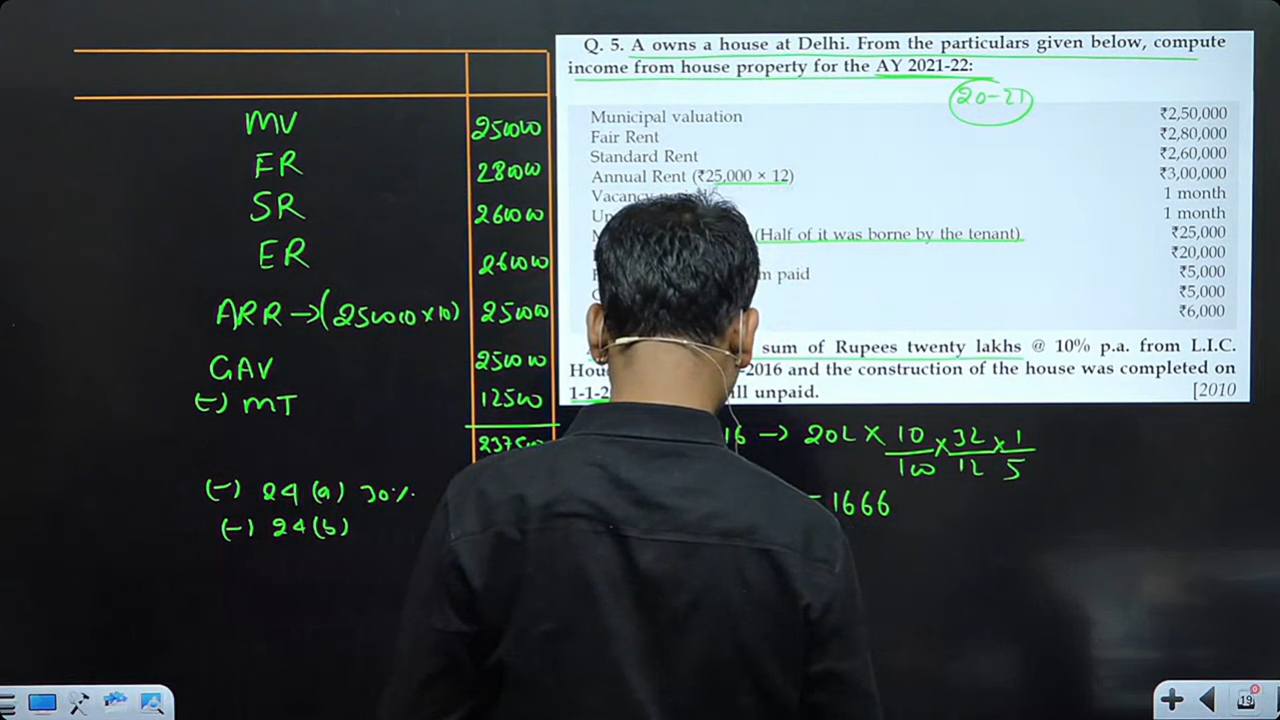 Q. 5. A owns a house at Delhi. From the particulars given below, compute
income from house property for the AY 2021-22:
20-21
Municipal valuation ₹2,50,000
Fair Rent ₹2,80,000
Standard Rent ₹2,60,000
Annual Rent (₹25,000 × 12) ₹3,00,000
Vacancy 1 month
1 month
(Half of it was borne by the tenant) ₹25,000
₹20,000
paid ₹5,000
₹5,000
₹6,000
sum of Rupees twenty lakhs @ 10% p.a. from L.I.C.
-2016 and the construction of the house was completed on
1-1-2 unpaid.
[2010
MV 250000
FR 280000
SR 260000
ER 260000
ARR → (25000 × 10) 250000
GAV 250000
(-) MT 12500
237500
(-) 24 (a) 30%
(-) 24 (b)
16 → 20L × 10/100 × 32/12 × 1/5
= 1666
19